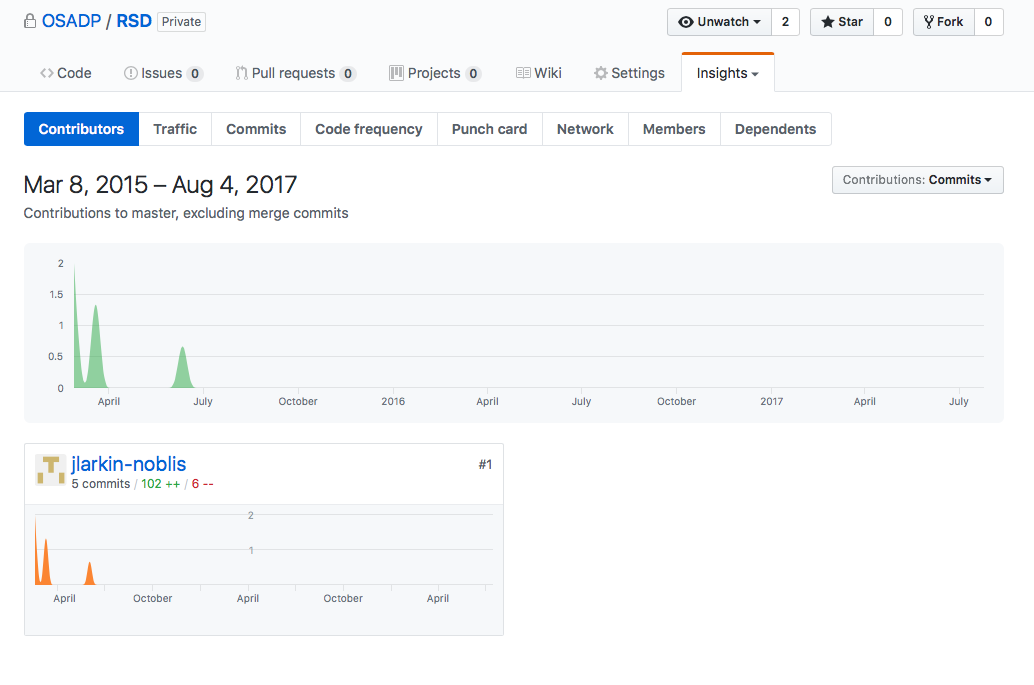 OSADP / RSD Private Unwatch 2 Star 0 Fork 0
Code Issues 0 Pull requests 0 Projects 0 Wiki Settings Insights
Contributors Traffic Commits Code frequency Punch card Network Members Dependents
Mar 8, 2015 – Aug 4, 2017 Contributions: Commits
Contributions to master, excluding merge commits
2
1.5
1
0.5
0
April July October 2016 April July October 2017 April July
jlarkin-noblis #1
5 commits / 102 ++ / 6 --
2
1
April October April October April